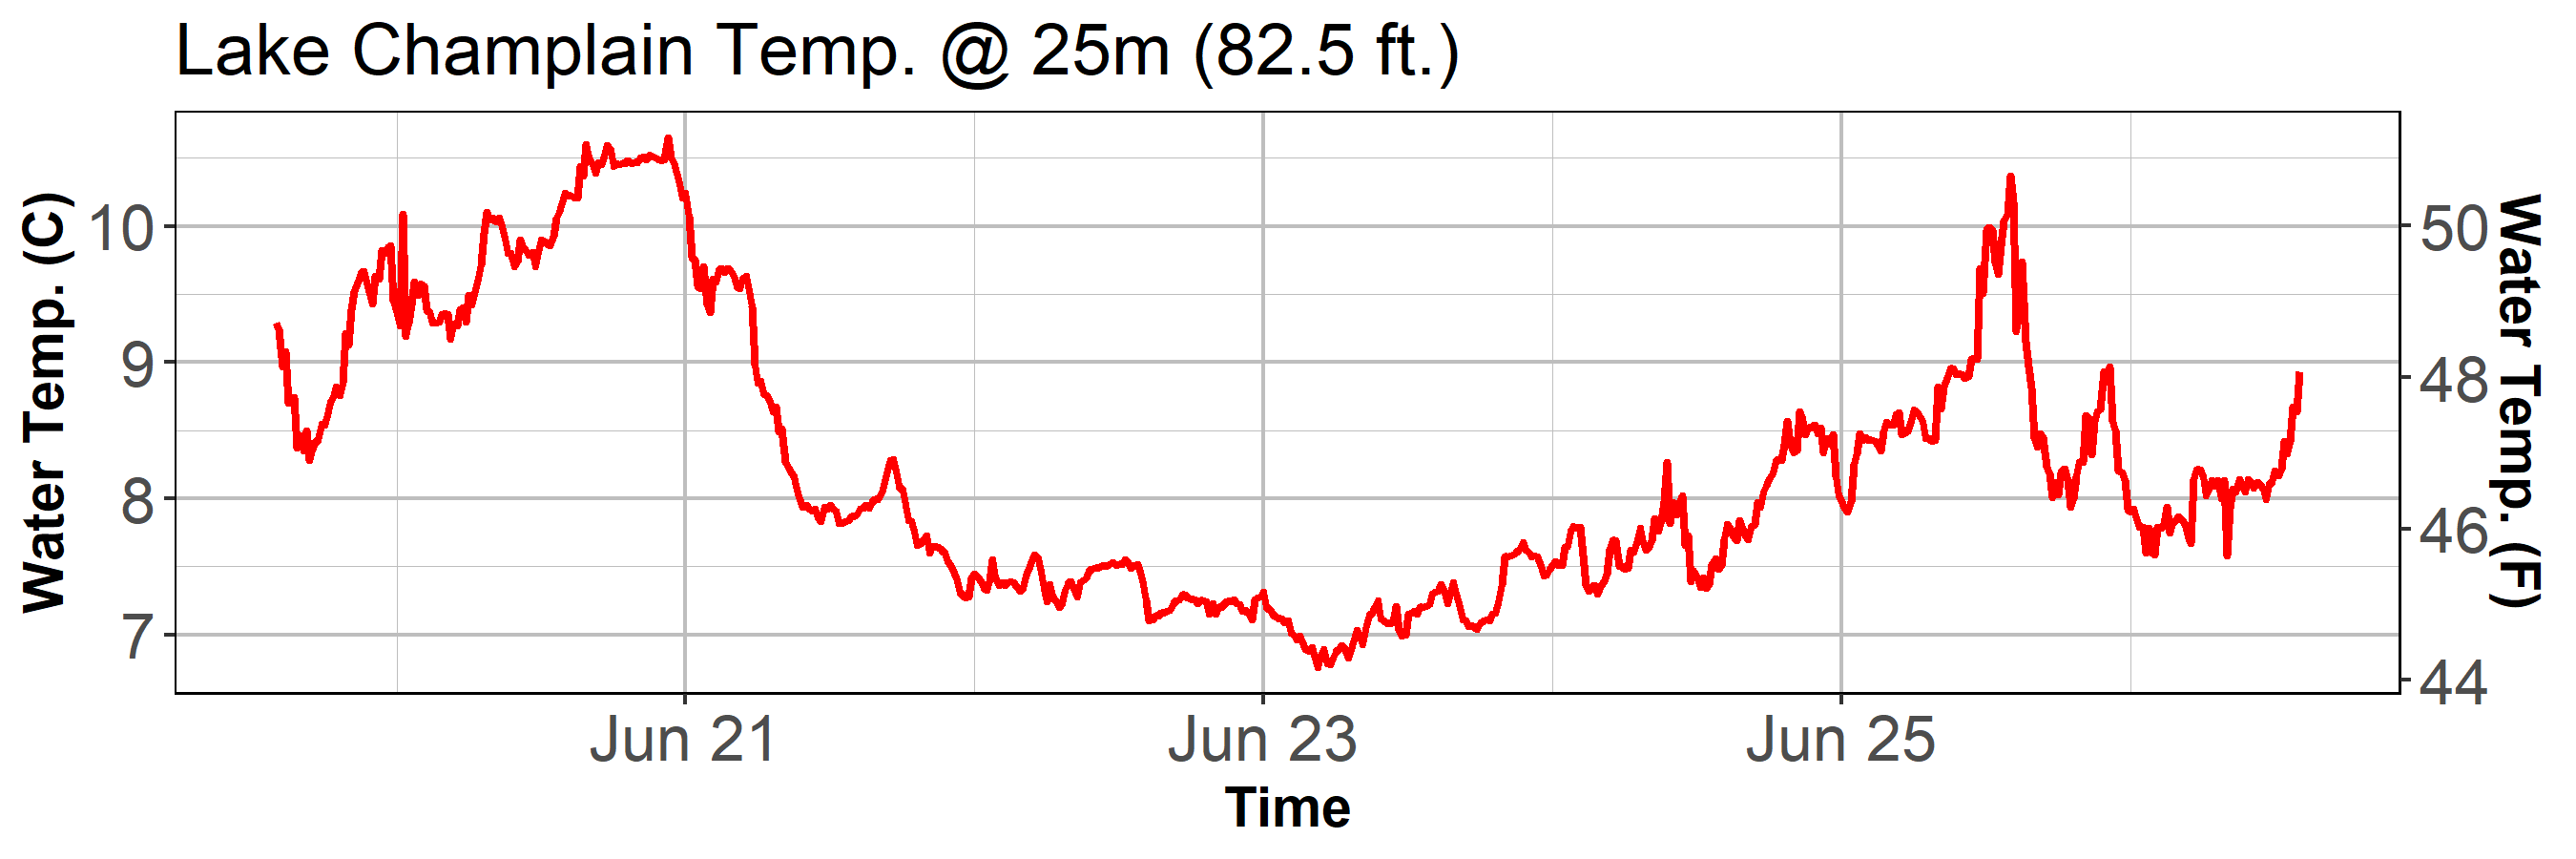 Lake Champlain Temp. @ 25m (82.5 ft.)
Water Temp. (C)
10
9
8
7
50
48
46
44
Water Temp. (F)
Jun 21
Jun 23
Jun 25
Time